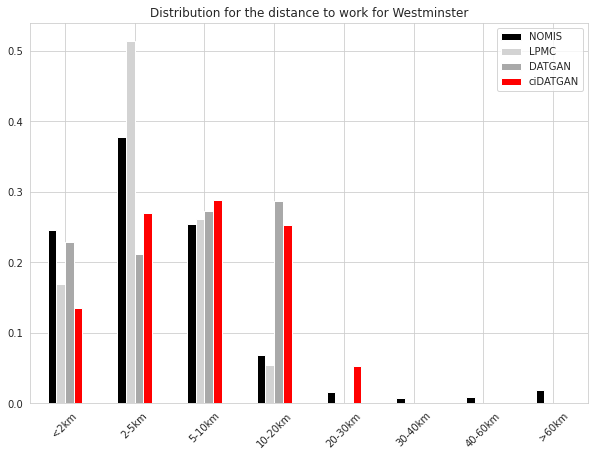 Distribution for the distance to work for Westminster
NOMIS
LPMC
DATGAN
ciDATGAN
0.5
0.4
0.3
0.2
0.1
0.0
<2km
2-5km
5-10km
10-20km
20-30km
30-40km
40-60km
>60km